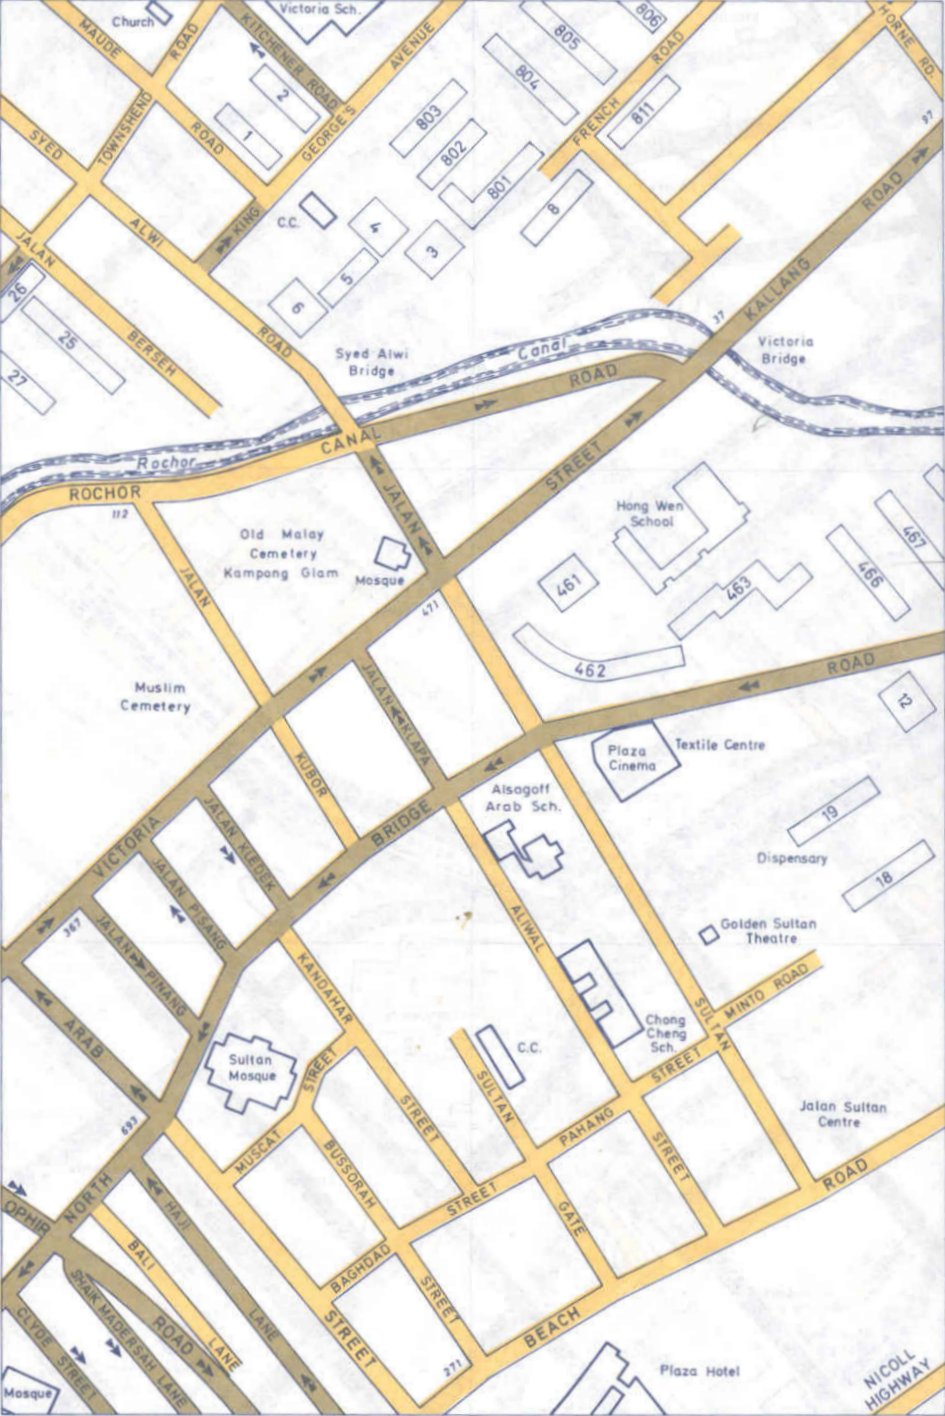 Church
Victoria Sch.
806
805
804
803
802
801
811
8
HORNE RD.
MAUDE
ROAD
KITCHENER ROAD
KING
GEORGE'S
AVENUE
FRENCH
ROAD
TOWNSHEND
ROAD
SYED
ALWI
ROAD
2
1
C.C.
4
3
5
6
97
JALAN
BERSEH
26
25
27
Syed Alwi
Bridge
Canal
37
KALLANG
ROAD
Victoria
Bridge
Rochor
ROCHOR
CANAL
ROAD
112
Old Malay
Cemetery
Kampong Glam
Mosque
JALAN
STREET
Hong Wen
School
461
462
463
466
467
471
JALAN
KUBOR
Muslim
Cemetery
JALAN
KLAPA
ROAD
12
Plaza
Cinema
Textile Centre
Alsagoff
Arab Sch.
19
Dispensary
18
VICTORIA
JALAN
KLEDEK
BRIDGE
JALAN
PISANG
JALAN
PINANG
367
Golden Sultan
Theatre
MINTO ROAD
SULTAN
ALIWAL
STREET
KANDAHAR
STREET
ARAB
STREET
Sultan
Mosque
C.C.
Chong
Cheng
Sch.
SULTAN
GATE
PAHANG
STREET
Jalan Sultan
Centre
693
MUSCAT
STREET
BUSSORAH
STREET
BAGHDAD
STREET
NORTH
OPHIR
ROAD
HAJI
LANE
BALI
LANE
SHAIK MADERSAH LANE
CLYDE STREET
Mosque
BEACH
ROAD
271
Plaza Hotel
NICOLL
HIGHWAY